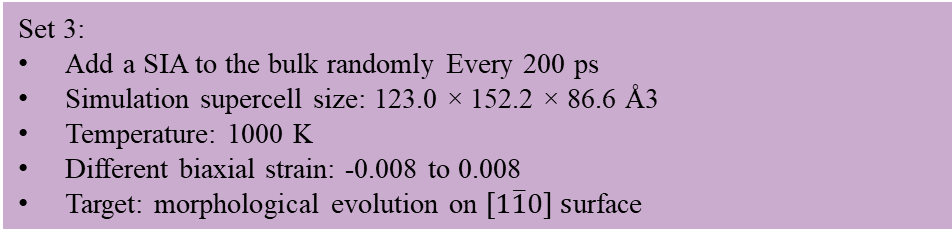 Set 3:
• Add a SIA to the bulk randomly Every 200 ps
• Simulation supercell size: 123.0 × 152.2 × 86.6 Å3
• Temperature: 1000 K
• Different biaxial strain: -0.008 to 0.008
• Target: morphological evolution on [11̅0] surface